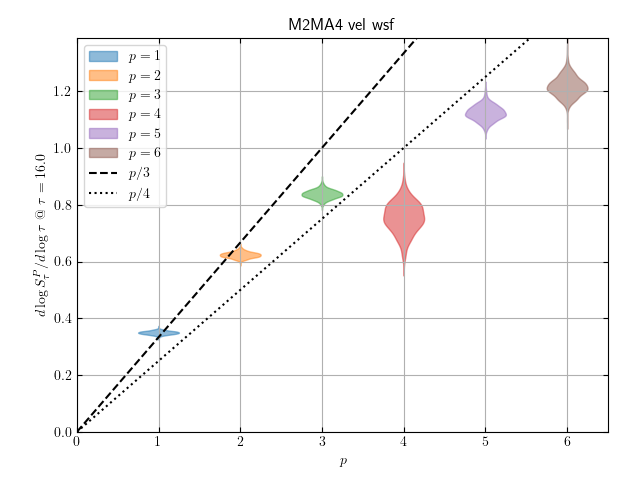 M2MA4 vel wsf
p = 1
p = 2
p = 3
p = 4
p = 5
p = 6
p/3
p/4
d log S_τ^P / d log τ @ τ = 16.0
1.2
1.0
0.8
0.6
0.4
0.2
0.0
0 1 2 3 4 5 6
p